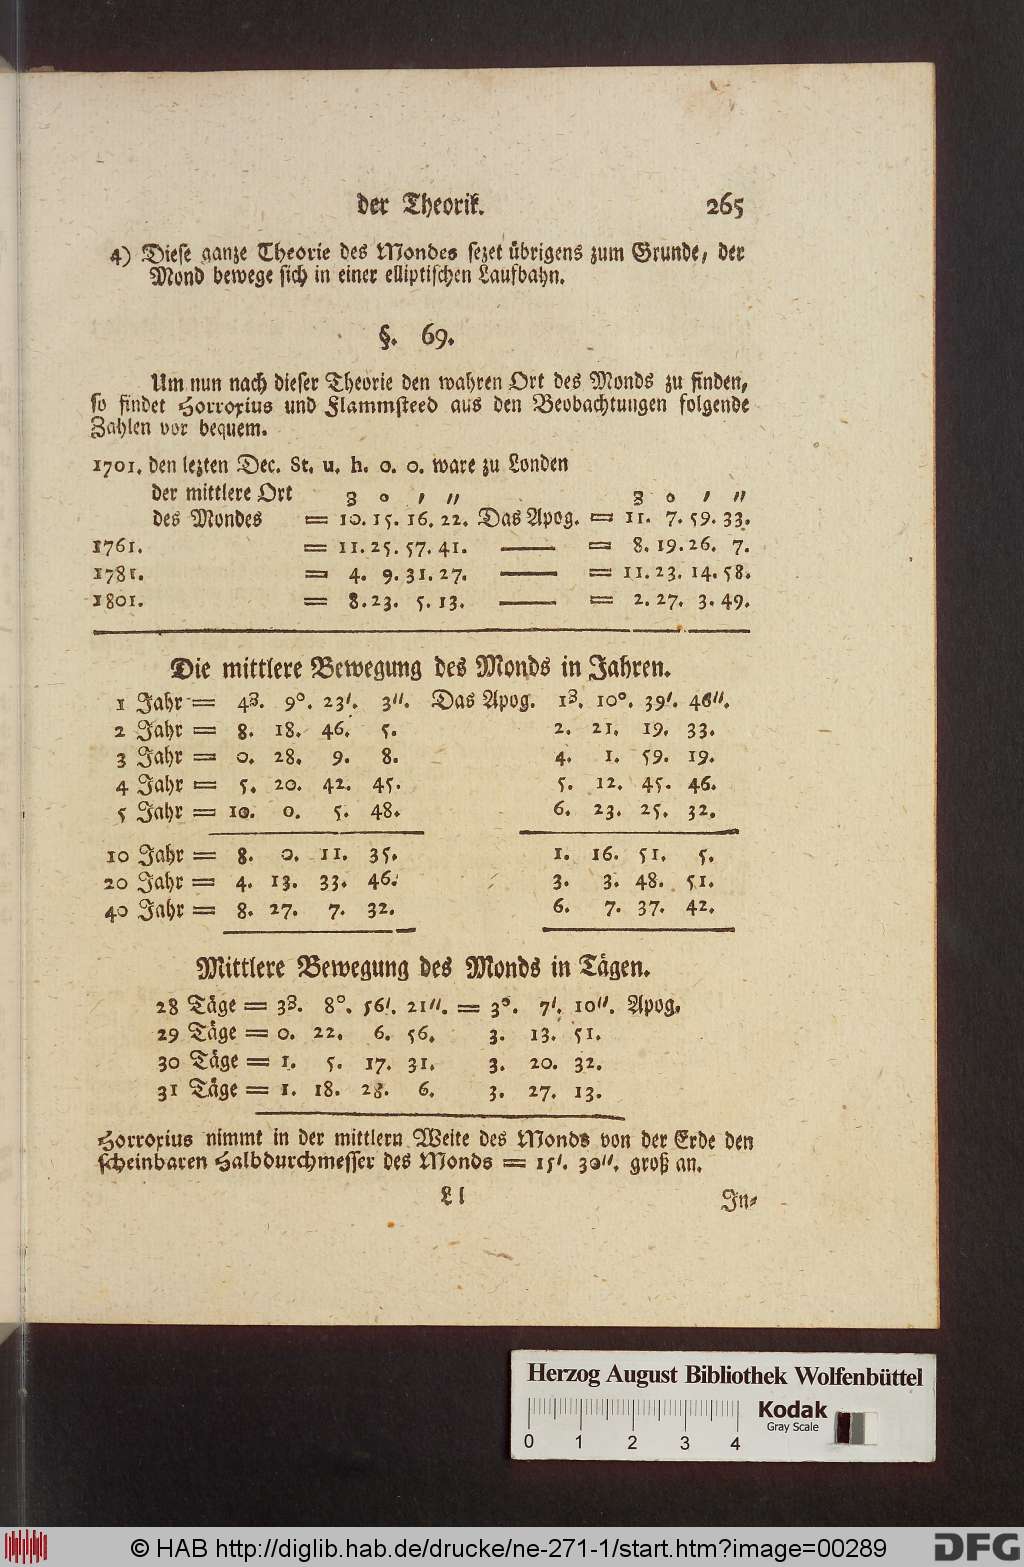 der Theorik. 265
4) Diese ganze Theorie des Mondes sezet übrigens zum Grunde, der
Mond bewege sich in einer elliptischen Laufbahn.
§. 69.
Um nun nach dieser Theorie den wahren Ort des Monds zu finden,
so findet Horroxius und Flammsteed aus den Beobachtungen folgende
Zahlen vor bequem.
1701. den lezten Dec. St. u. h. o. o. ware zu Londen
der mittlere Ort 3 o ′ ″ 3 o ′ ″
des Mondes = 10. 15. 16. 22. Das Apog. = 11. 7. 59. 33.
1761. = 11. 25. 57. 41. —— = 8. 19. 26. 7.
1781. = 4. 9. 31. 27. —— = 11. 23. 14. 58.
1801. = 8. 23. 5. 13. —— = 2. 27. 3. 49.
Die mittlere Bewegung des Monds in Jahren.
1 Jahr = 4³. 9°. 23′. 3″. Das Apog. 1³. 10°. 39′. 46″.
2 Jahr = 8. 18. 46. 5. 2. 21. 19. 33.
3 Jahr = 0. 28. 9. 8. 4. 1. 59. 19.
4 Jahr = 5. 20. 42. 45. 5. 12. 45. 46.
5 Jahr = 10. 0. 5. 48. 6. 23. 25. 32.
10 Jahr = 8. 0. 11. 35. 1. 16. 51. 5.
20 Jahr = 4. 13. 33. 46. 3. 3. 48. 51.
40 Jahr = 8. 27. 7. 32. 6. 7. 37. 42.
Mittlere Bewegung des Monds in Tägen.
28 Täge = 3³. 8°. 56′. 21″. = 3°. 7′. 10″. Apog.
29 Täge = 0. 22. 6. 56. 3. 13. 51.
30 Täge = 1. 5. 17. 31. 3. 20. 32.
31 Täge = 1. 18. 28. 6. 3. 27. 13.
Horroxius nimmt in der mittlern Weite des Monds von der Erde den
scheinbaren Halbdurchmesser des Monds = 15′. 30″. groß an.
Ll In-
Herzog August Bibliothek Wolfenbüttel
Kodak
Gray Scale
0 1 2 3 4
© HAB http://diglib.hab.de/drucke/ne-271-1/start.htm?image=00289 DFG